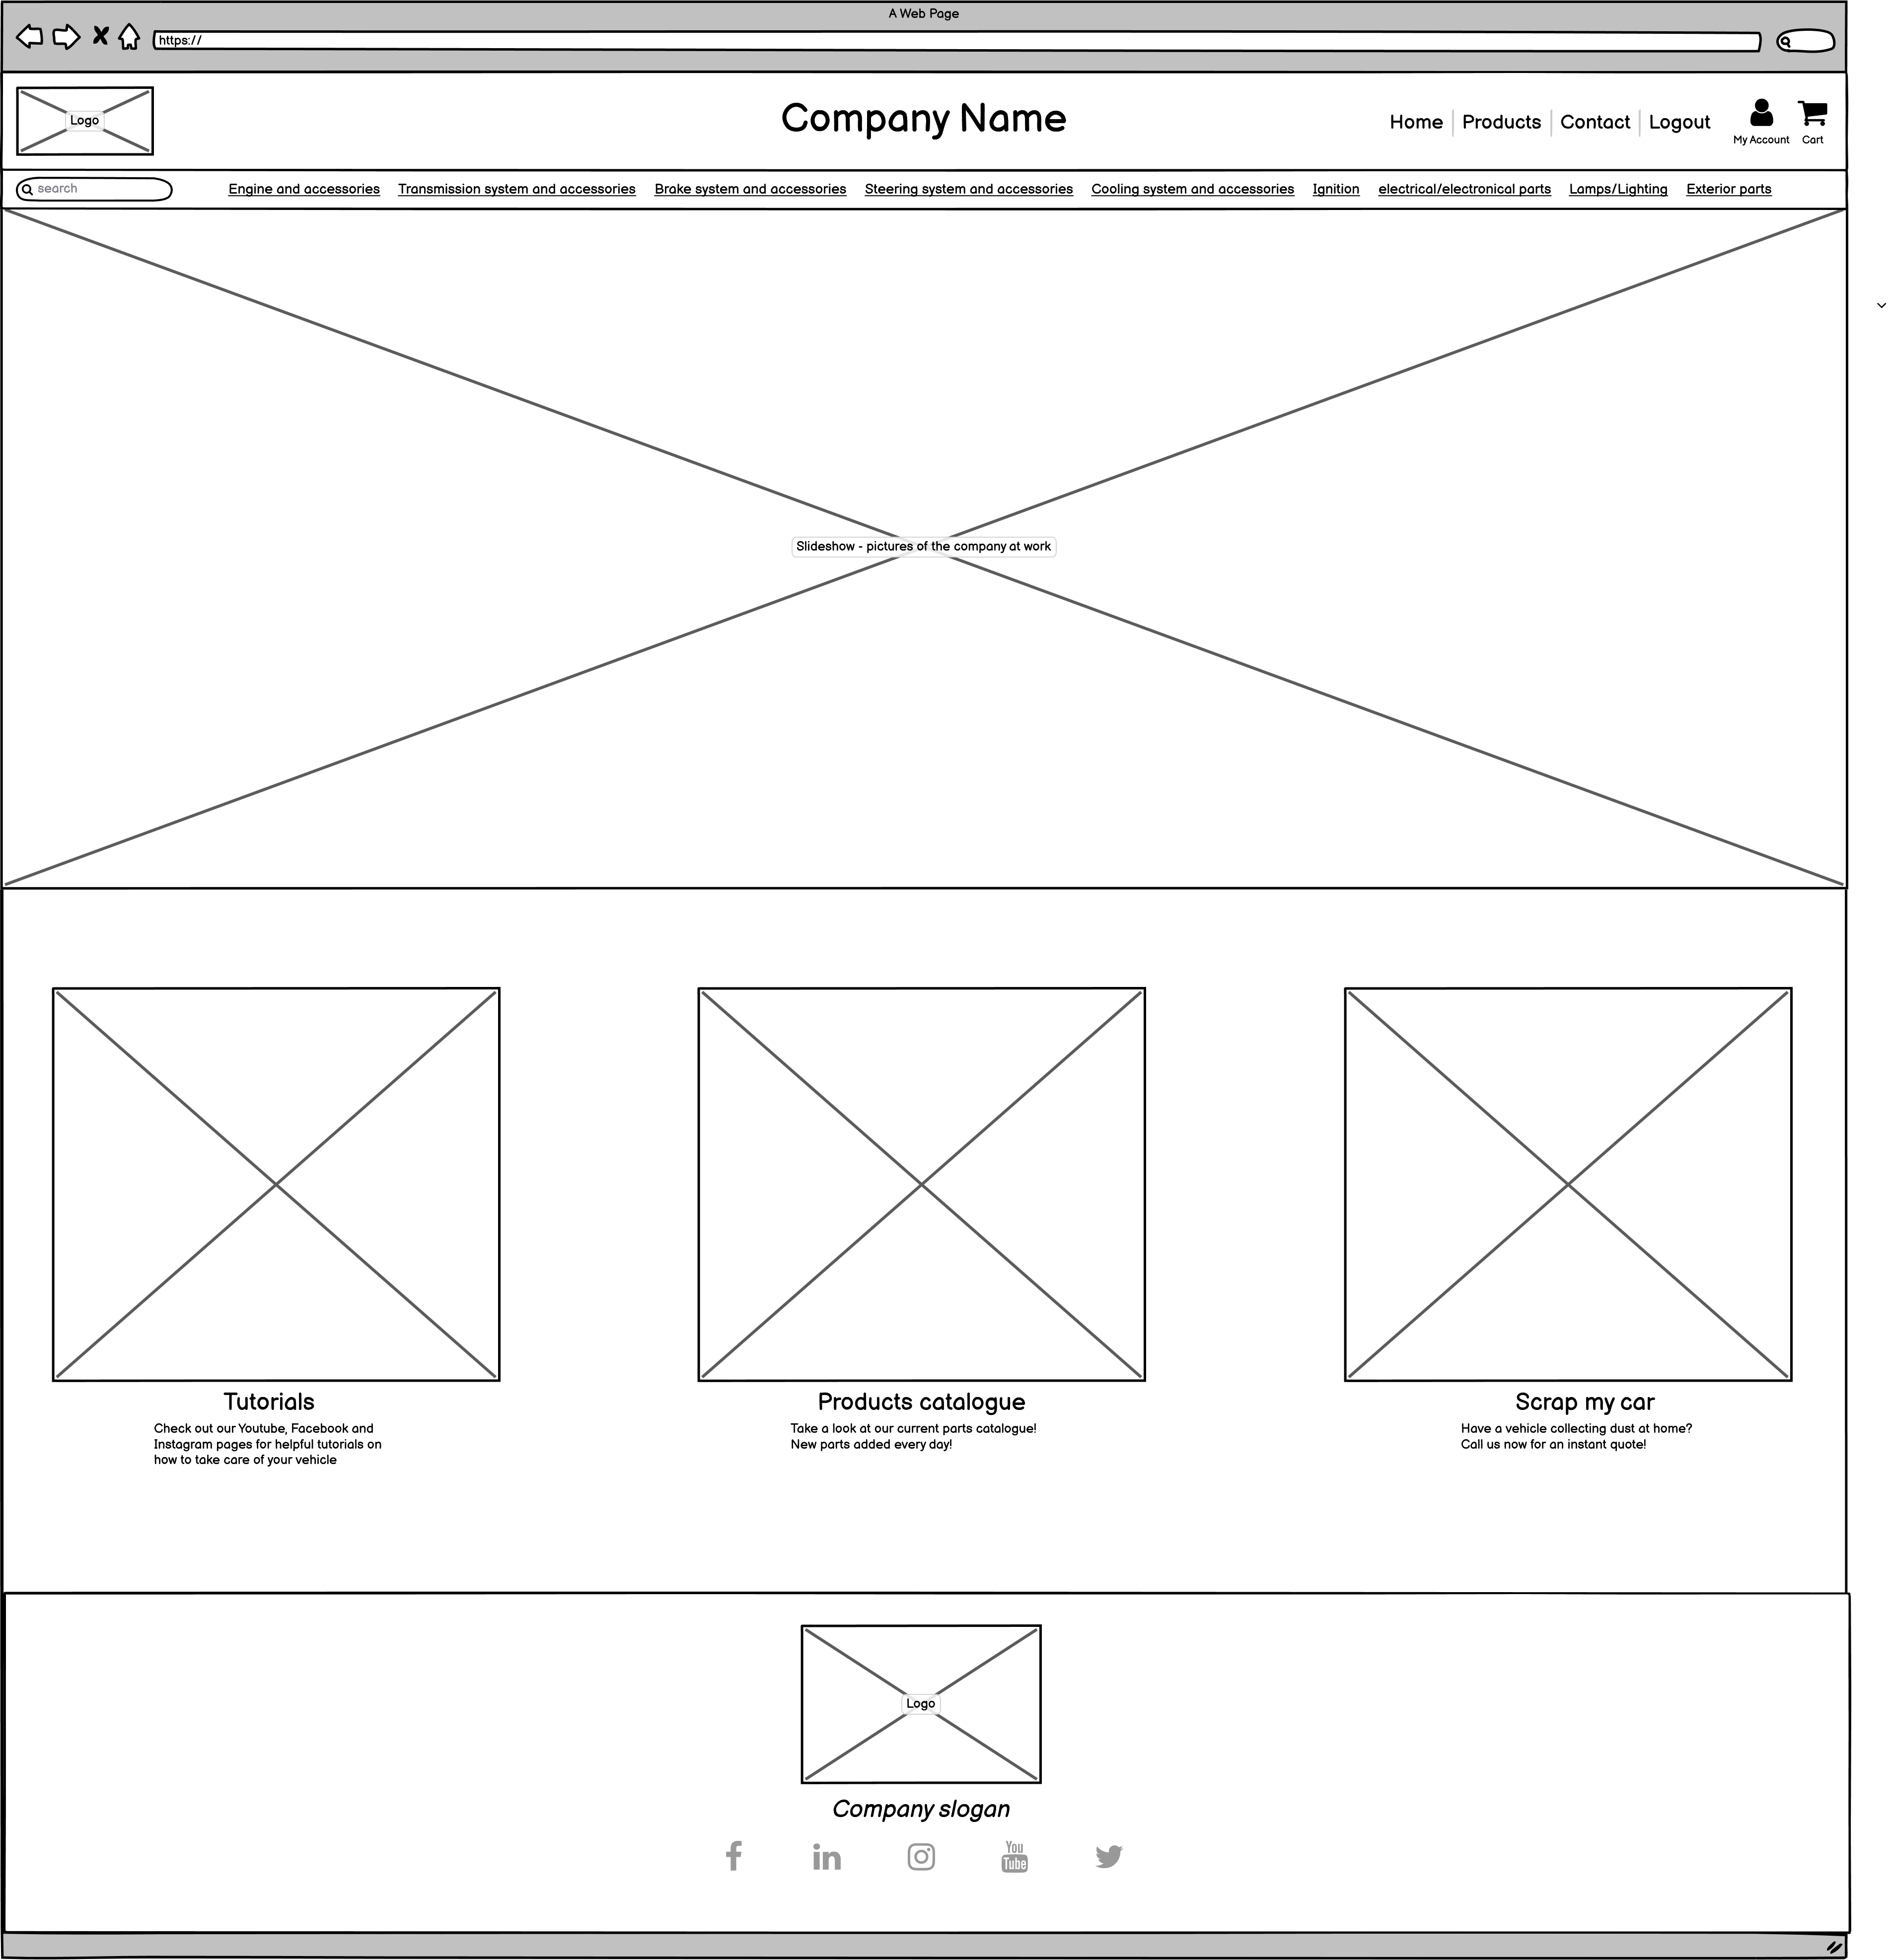 A Web Page
https://
Logo
Company Name
Home Products Contact Logout
My Account Cart
search
Engine and accessories Transmission system and accessories Brake system and accessories Steering system and accessories Cooling system and accessories Ignition electrical/electronical parts Lamps/Lighting Exterior parts
Slideshow - pictures of the company at work
Tutorials
Check out our Youtube, Facebook and
Instagram pages for helpful tutorials on
how to take care of your vehicle
Products catalogue
Take a look at our current parts catalogue!
New parts added every day!
Scrap my car
Have a vehicle collecting dust at home?
Call us now for an instant quote!
Logo
Company slogan
f in You Tube